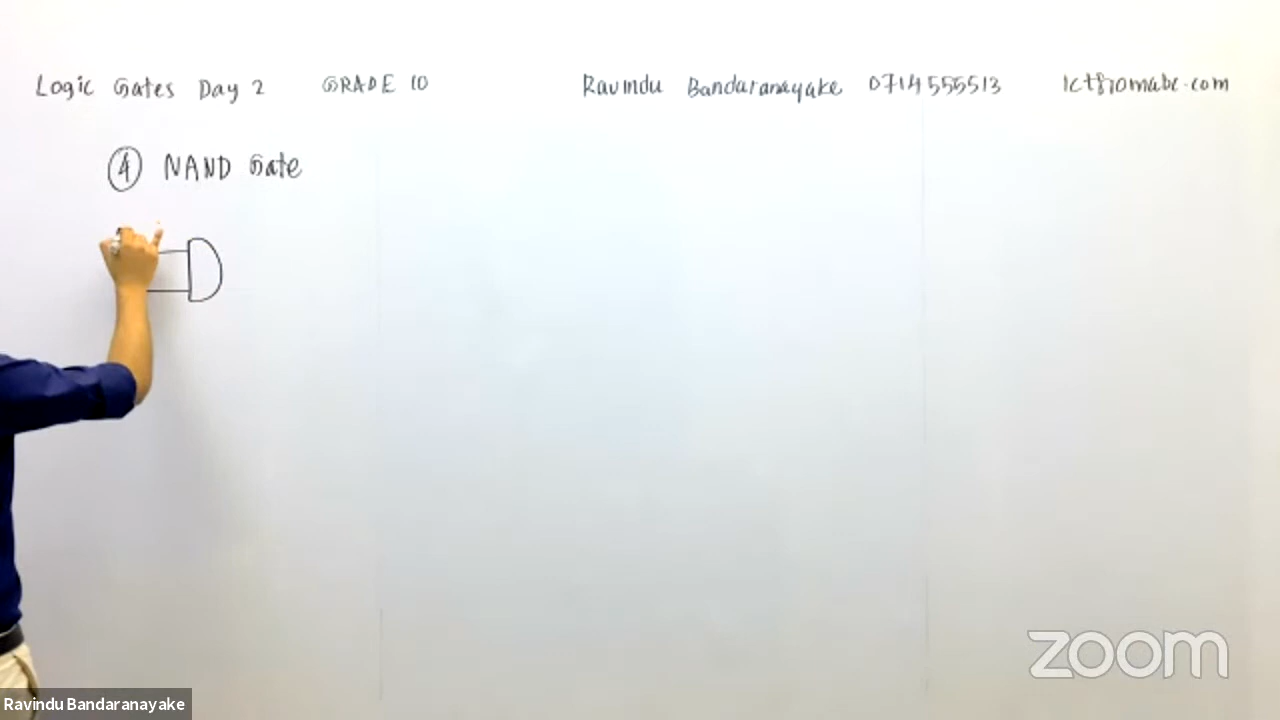 Logic Gates Day 2 GRADE 10 Ravindu Bandaranayake 0714555513 ictfromabc.com
4 NAND Gate
zoom
Ravindu Bandaranayake